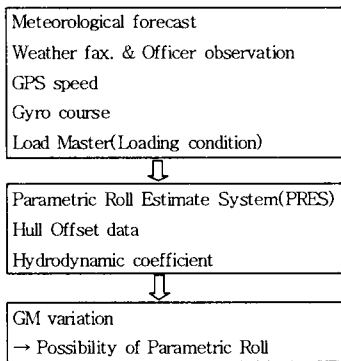 Meteorological forecast
Weather fax. & Officer observation
GPS speed
Gyro course
Load Master(Loading condition)
Parametric Roll Estimate System(PRES)
Hull Offset data
Hydrodynamic coefficient
GM variation
→ Possibility of Parametric Roll